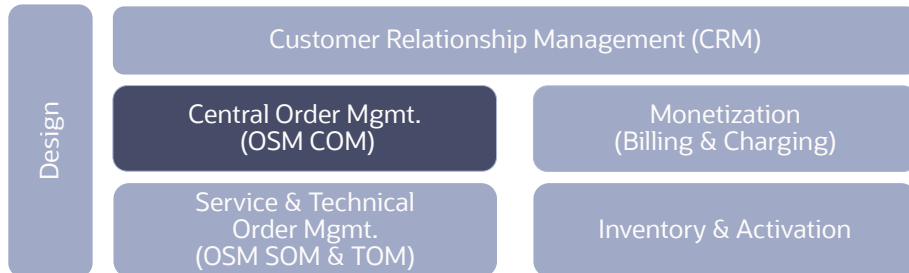 Design
Customer Relationship Management (CRM)
Central Order Mgmt.
(OSM COM)
Monetization
(Billing & Charging)
Service & Technical
Order Mgmt.
(OSM SOM & TOM)
Inventory & Activation